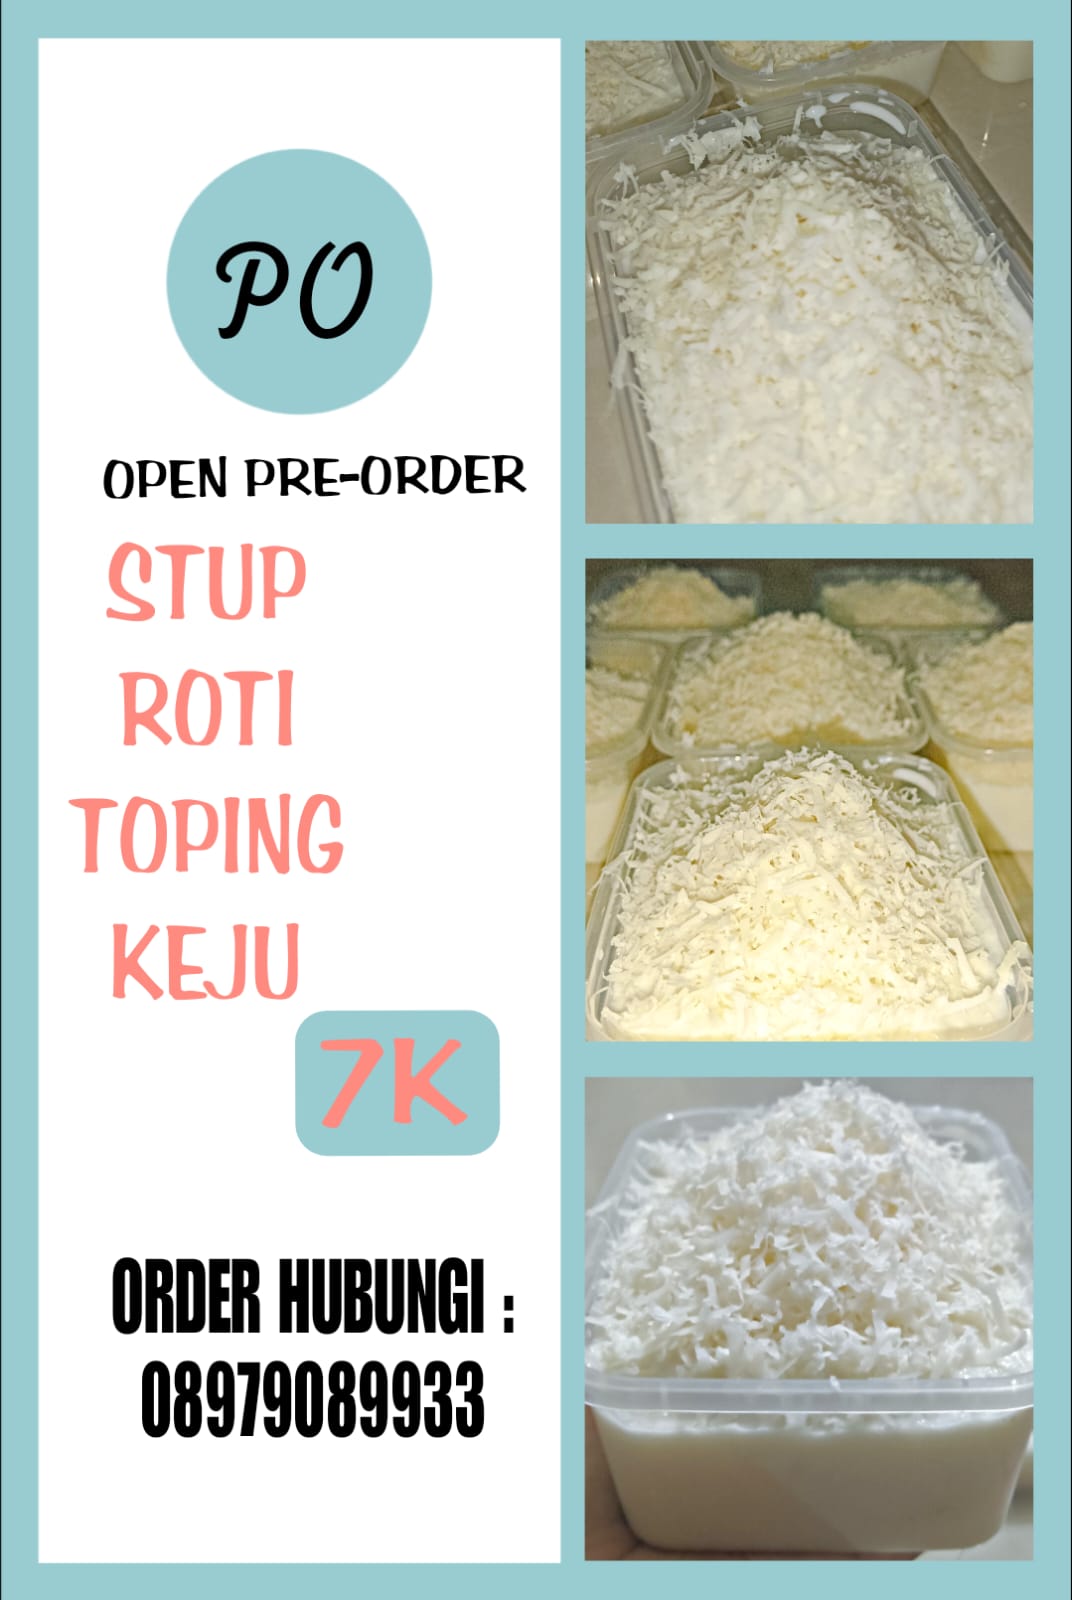 PO
OPEN PRE-ORDER
STUP
ROTI
TOPING
KEJU
7K
ORDER HUBUNGI :
08979089933